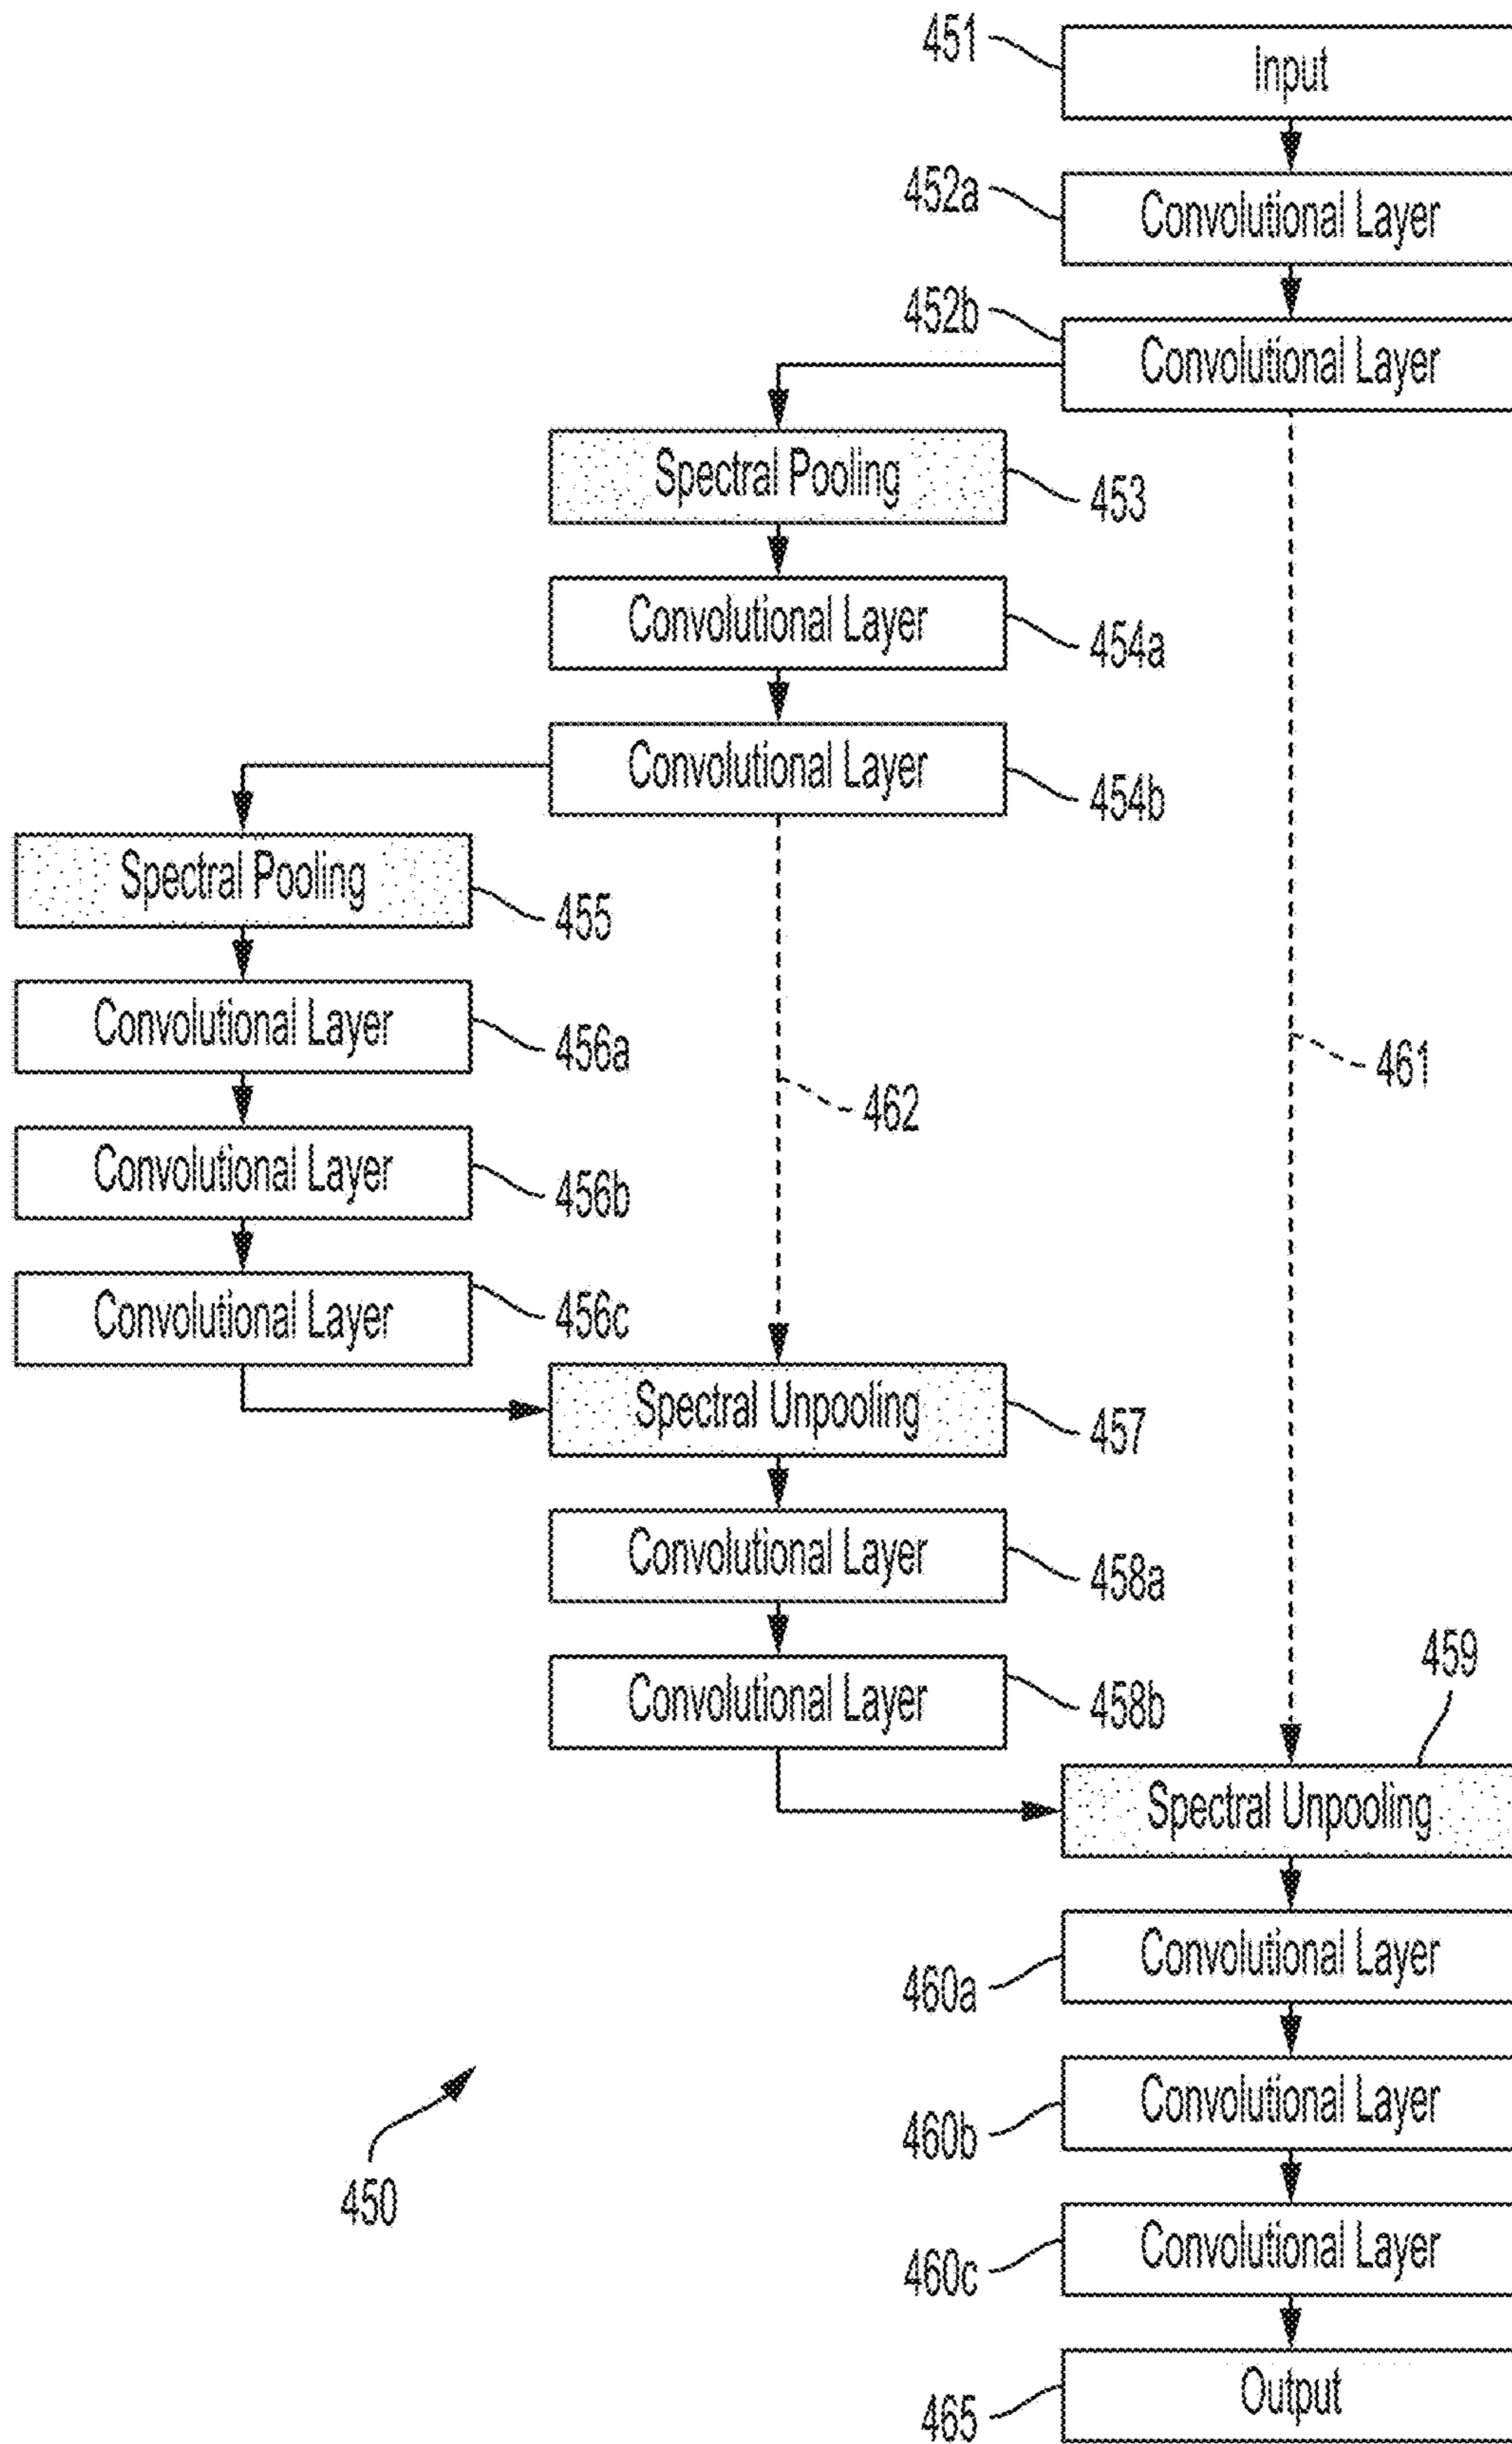 451
Input
452a
Convolutional Layer
452b
Convolutional Layer
Spectral Pooling
453
Convolutional Layer
454a
Convolutional Layer
454b
Spectral Pooling
455
Convolutional Layer
456a
461
462
Convolutional Layer
456b
Convolutional Layer
456c
Spectral Unpooling
457
Convolutional Layer
458a
459
Convolutional Layer
458b
Spectral Unpooling
Convolutional Layer
460a
Convolutional Layer
460b
450
Convolutional Layer
460c
Output
465